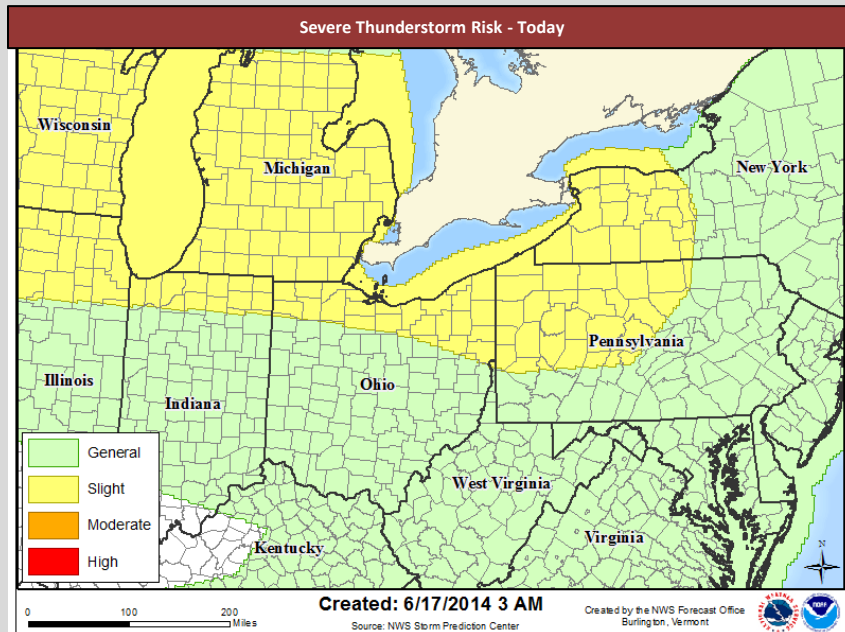 Severe Thunderstorm Risk - Today
Wisconsin
Michigan
New York
Pennsylvania
Illinois
Ohio
Indiana
General
Slight
Moderate
High
West Virginia
Kentucky
Virginia
N
0 100 200 Miles
Created: 6/17/2014 3 AM
Source: NWS Storm Prediction Center
Created by the NWS Forecast Office
Burlington, Vermont
noaa